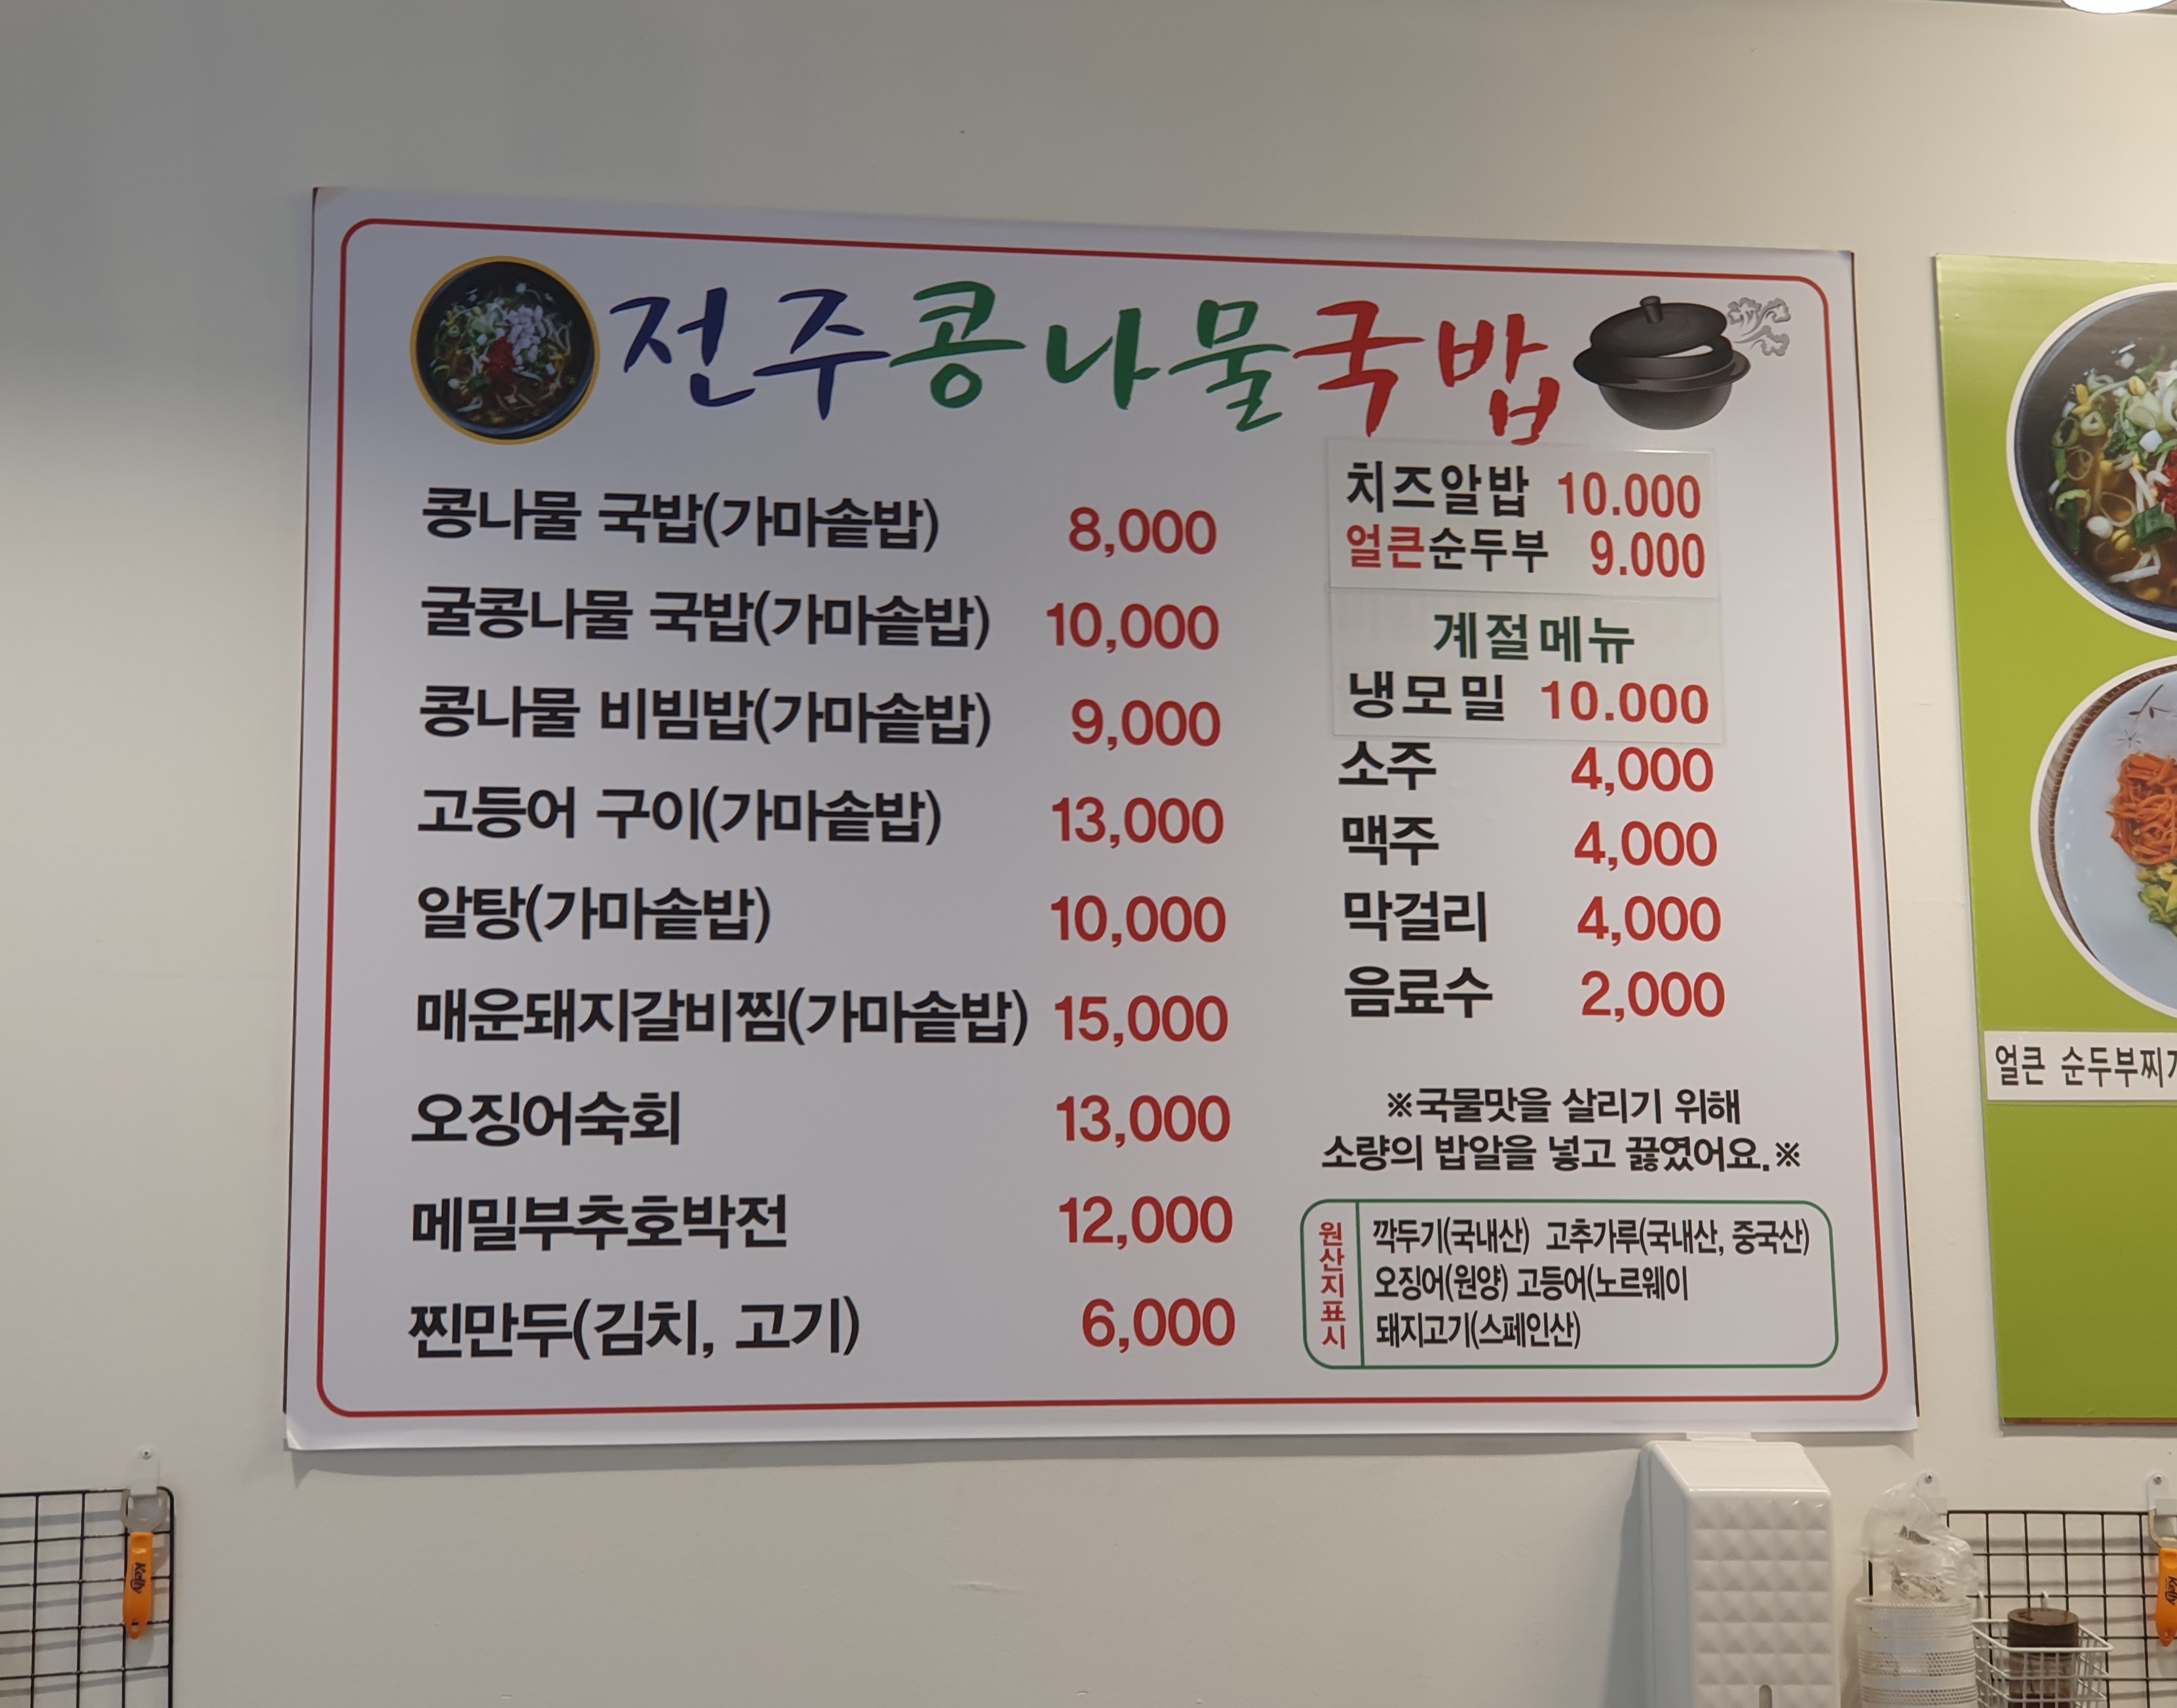 전주콩나물국밥
콩나물 국밥(가마솥밥) 8,000
굴콩나물 국밥(가마솥밥) 10,000
콩나물 비빔밥(가마솥밥) 9,000
고등어 구이(가마솥밥) 13,000
알탕(가마솥밥) 10,000
매운돼지갈비찜(가마솥밥) 15,000
오징어숙회 13,000
메밀부추호박전 12,000
찐만두(김치, 고기) 6,000
치즈알밥 10.000
얼큰순두부 9.000
계절메뉴
냉모밀 10.000
소주 4,000
맥주 4,000
막걸리 4,000
음료수 2,000
※국물맛을 살리기 위해
소량의 밥알을 넣고 끓였어요.※
원산지표시
깍두기(국내산) 고추가루(국내산, 중국산)
오징어(원양) 고등어(노르웨이
돼지고기(스페인산)
얼큰 순두부찌
Kelly
Kelly